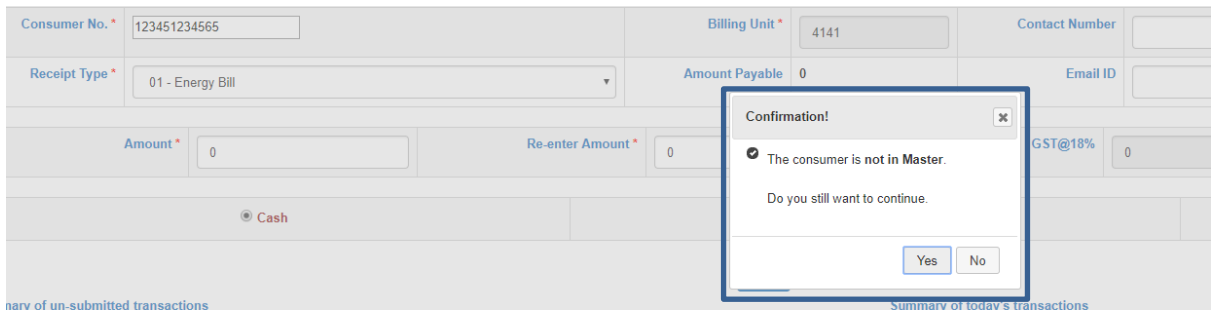 Consumer No. * 123451234565 Billing Unit * 4141 Contact Number
Receipt Type * 01 - Energy Bill Amount Payable 0 Email ID
Confirmation!
Amount * 0 Re-enter Amount * 0 GST@18% 0
The consumer is not in Master.
Do you still want to continue.
Cash
Yes No
of un-submitted transactions Summary of today's transactions